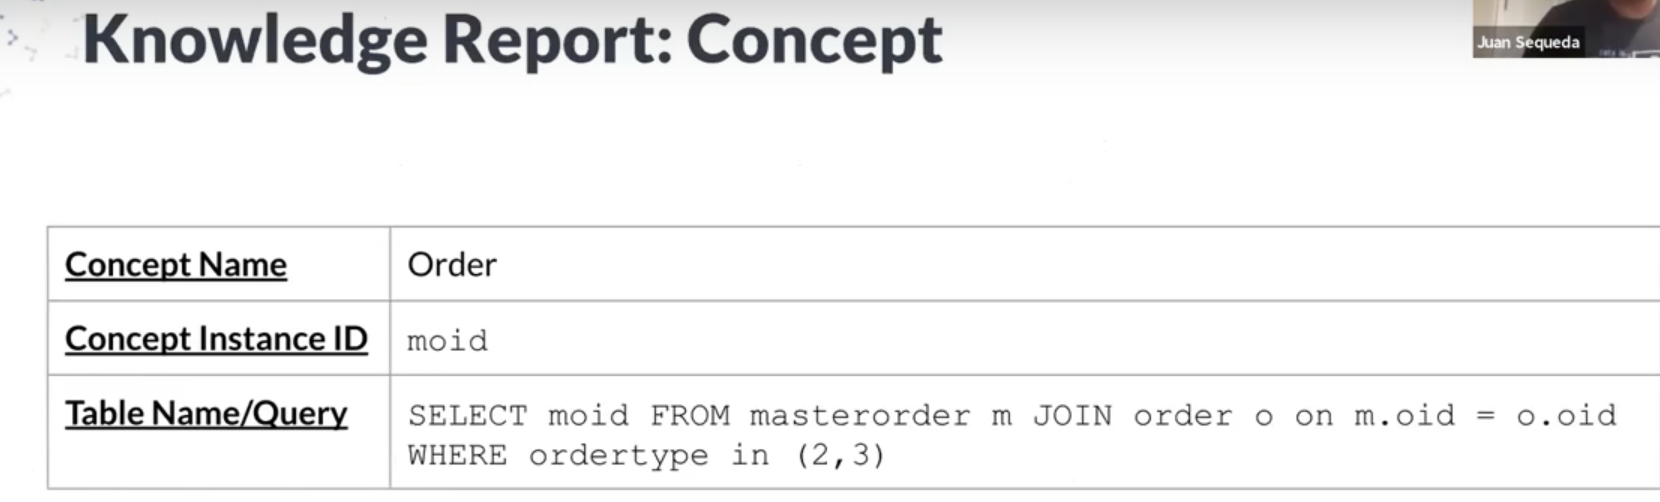 Knowledge Report: Concept
Juan Sequeda
Concept Name Order
Concept Instance ID moid
Table Name/Query SELECT moid FROM masterorder m JOIN order o on m.oid = o.oid
WHERE ordertype in (2,3)